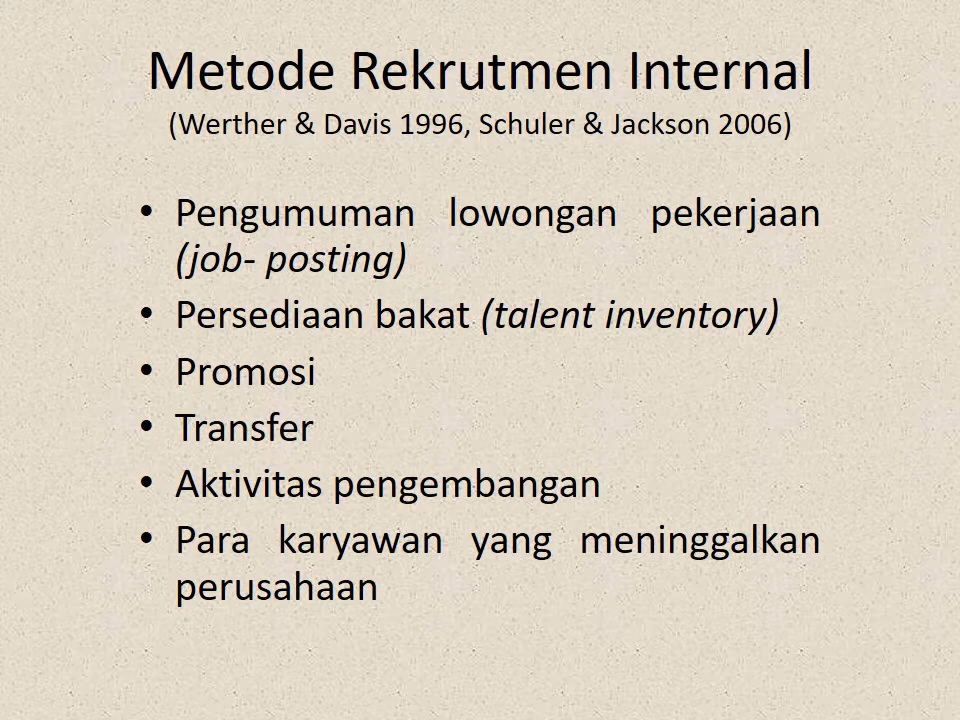 Metode Rekrutmen Internal
(Werther & Davis 1996, Schuler & Jackson 2006)
• Pengumuman lowongan pekerjaan
(job- posting)
• Persediaan bakat (talent inventory)
• Promosi
• Transfer
• Aktivitas pengembangan
• Para karyawan yang meninggalkan
perusahaan